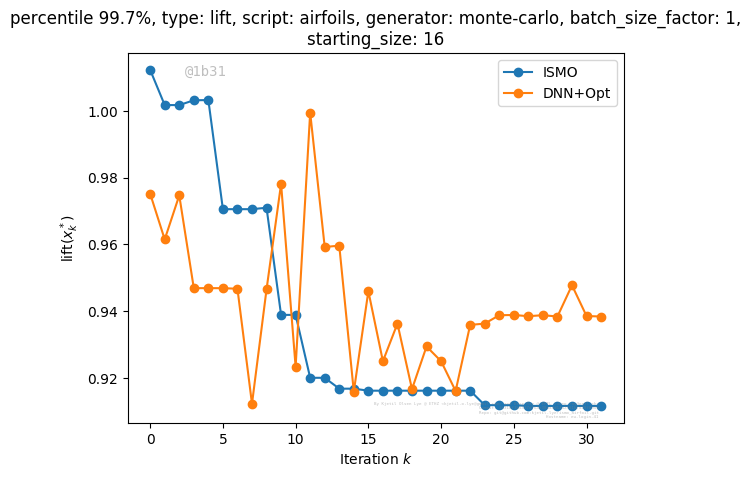 percentile 99.7%, type: lift, script: airfoils, generator: monte-carlo, batch_size_factor: 1,
starting_size: 16
@1b31
ISMO
DNN+Opt
1.00
0.98
0.96
0.94
0.92
lift(x*_k)
0
5
10
15
20
25
30
Iteration k